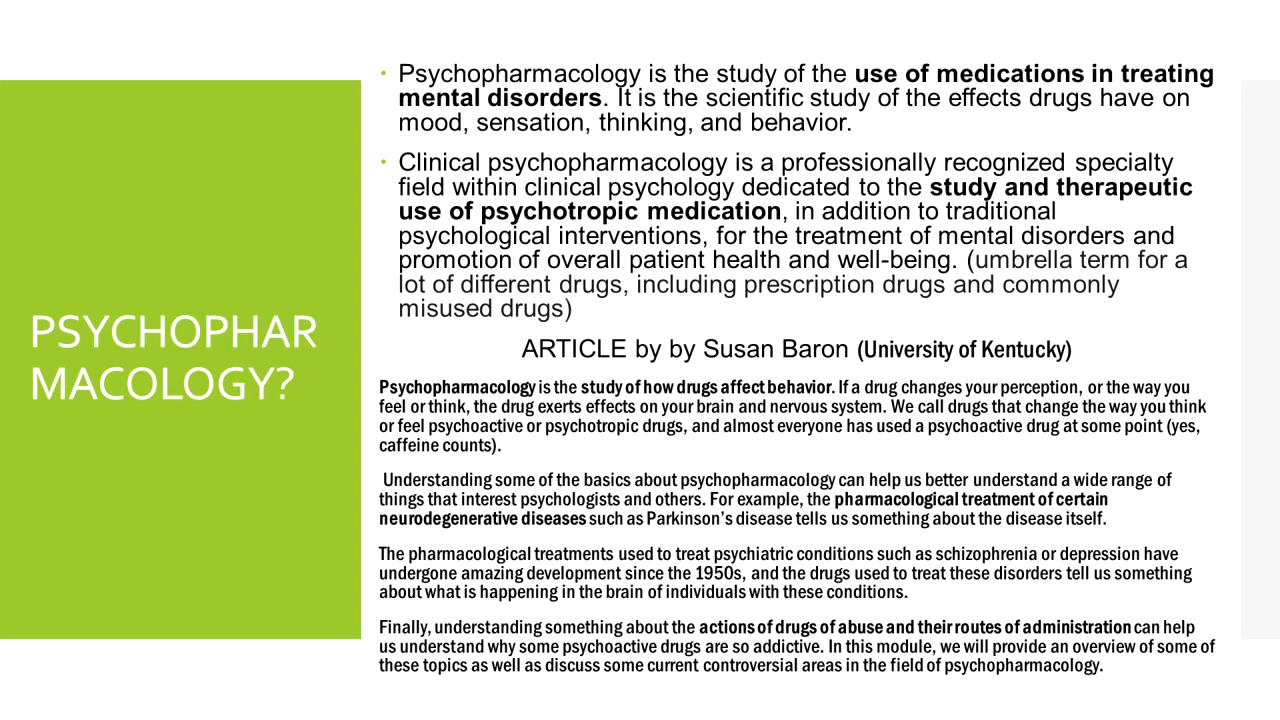 PSYCHOPHAR
MACOLOGY?
• Psychopharmacology is the study of the use of medications in treating
mental disorders. It is the scientific study of the effects drugs have on
mood, sensation, thinking, and behavior.
• Clinical psychopharmacology is a professionally recognized specialty
field within clinical psychology dedicated to the study and therapeutic
use of psychotropic medication, in addition to traditional
psychological interventions, for the treatment of mental disorders and
promotion of overall patient health and well-being. (umbrella term for a
lot of different drugs, including prescription drugs and commonly
misused drugs)
ARTICLE by by Susan Baron (University of Kentucky)
Psychopharmacology is the study of how drugs affect behavior. If a drug changes your perception, or the way you
feel or think, the drug exerts effects on your brain and nervous system. We call drugs that change the way you think
or feel psychoactive or psychotropic drugs, and almost everyone has used a psychoactive drug at some point (yes,
caffeine counts).
Understanding some of the basics about psychopharmacology can help us better understand a wide range of
things that interest psychologists and others. For example, the pharmacological treatment of certain
neurodegenerative diseases such as Parkinson’s disease tells us something about the disease itself.
The pharmacological treatments used to treat psychiatric conditions such as schizophrenia or depression have
undergone amazing development since the 1950s, and the drugs used to treat these disorders tell us something
about what is happening in the brain of individuals with these conditions.
Finally, understanding something about the actions of drugs of abuse and their routes of administration can help
us understand why some psychoactive drugs are so addictive. In this module, we will provide an overview of some of
these topics as well as discuss some current controversial areas in the field of psychopharmacology.